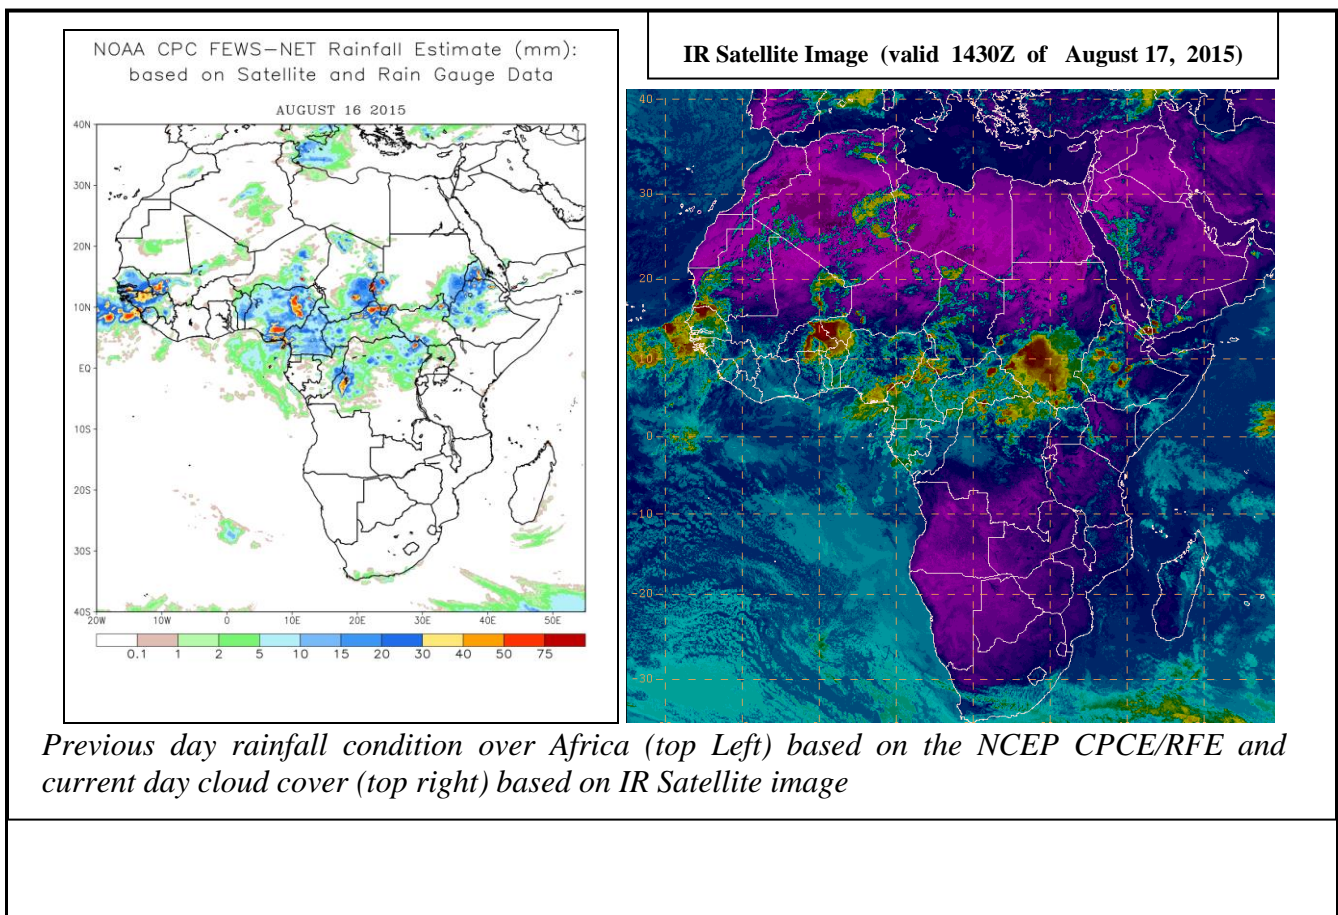 NOAA CPC FEWS-NET Rainfall Estimate (mm):
based on Satellite and Rain Gauge Data
AUGUST 16 2015
40N
30N
20N
10N
EQ
10S
20S
30S
40S
20W 10W 0 10E 20E 30E 40E 50E
0.1 1 2 5 10 15 20 30 40 50 75
IR Satellite Image (valid 1430Z of August 17, 2015)
40
30
20
10
0
-10
-20
-30
Previous day rainfall condition over Africa (top Left) based on the NCEP CPCE/RFE and
current day cloud cover (top right) based on IR Satellite image